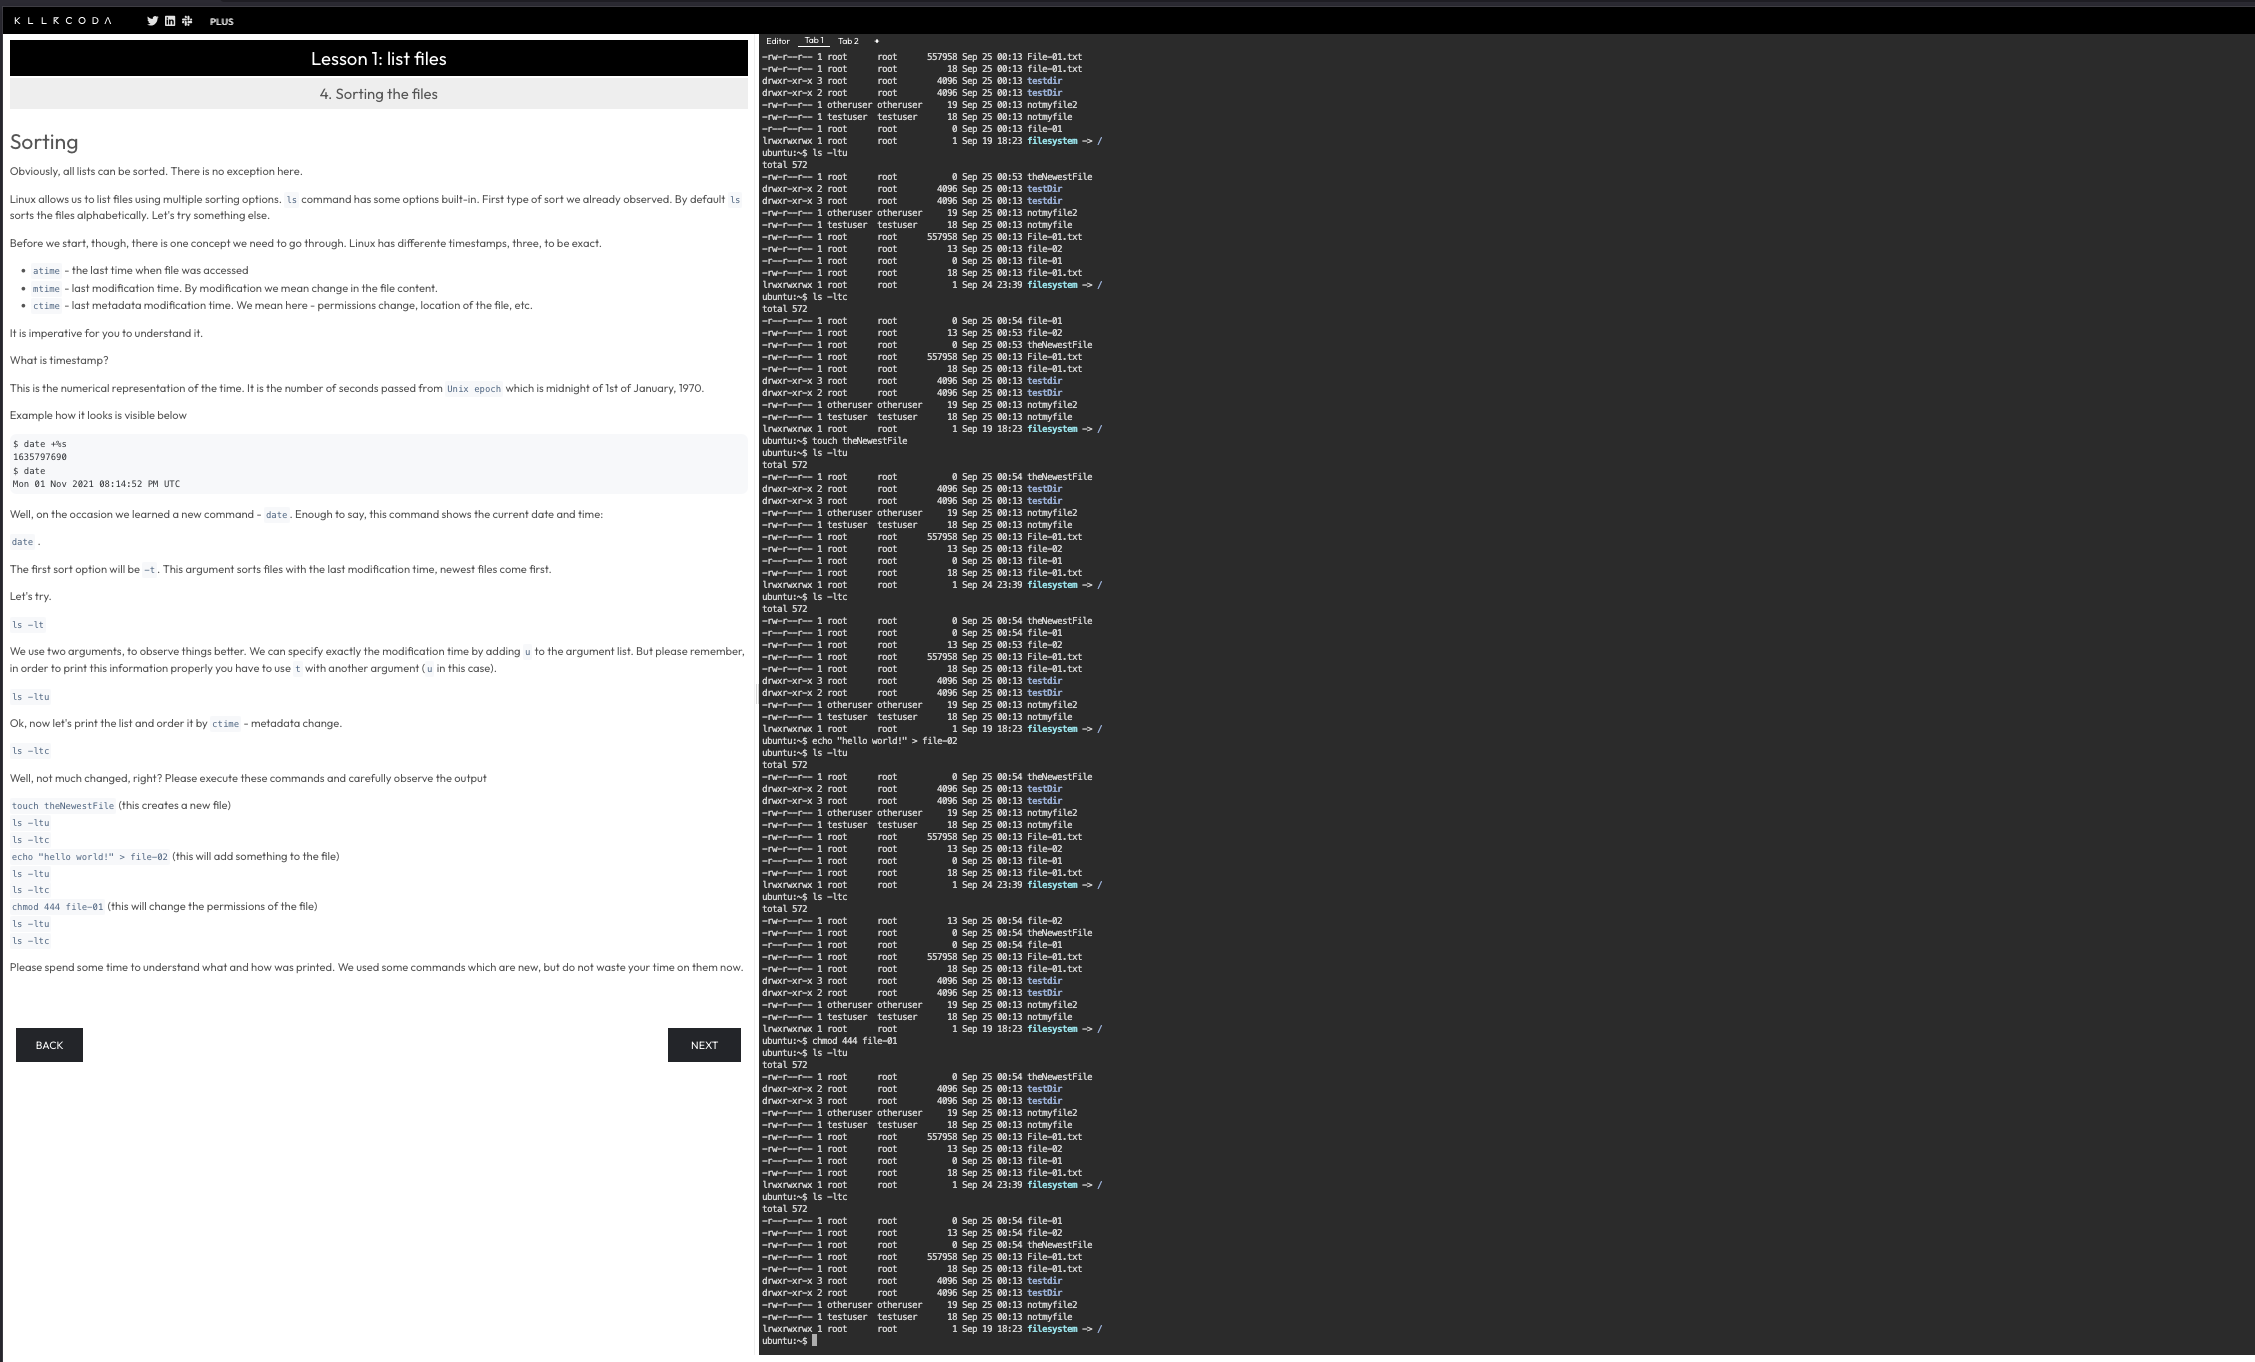 KLLRCODA PLUS
Lesson 1: list files
4. Sorting the files
Sorting
Obviously, all lists can be sorted. There is no exception here.
Linux allows us to list files using multiple sorting options. ls command has some options built-in. First type of sort we already observed. By default ls
sorts the files alphabetically. Let's try something else.
Before we start, though, there is one concept we need to go through. Linux has differente timestamps, three, to be exact.
• atime - the last time when file was accessed
• mtime - last modification time. By modification we mean change in the file content.
• ctime - last metadata modification time. We mean here - permissions change, location of the file, etc.
It is imperative for you to understand it.
What is timestamp?
This is the numerical representation of the time. It is the number of seconds passed from Unix epoch which is midnight of 1st of January, 1970.
Example how it looks is visible below
$ date +%s
1635797690
$ date
Mon 01 Nov 2021 08:14:52 PM UTC
Well, on the occasion we learned a new command - date. Enough to say, this command shows the current date and time:
date .
The first sort option will be -t. This argument sorts files with the last modification time, newest files come first.
Let's try.
ls -lt
We use two arguments, to observe things better. We can specify exactly the modification time by adding u to the argument list. But please remember,
in order to print this information properly you have to use t with another argument (u in this case).
ls -ltu
Ok, now let's print the list and order it by ctime - metadata change.
ls -ltc
Well, not much changed, right? Please execute these commands and carefully observe the output
touch theNewestFile (this creates a new file)
ls -ltu
ls -ltc
echo "hello world!" > file-02 (this will add something to the file)
ls -ltu
ls -ltc
chmod 444 file-01 (this will change the permissions of the file)
ls -ltu
ls -ltc
Please spend some time to understand what and how was printed. We used some commands which are new, but do not waste your time on them now.
BACK NEXT
Editor Tab 1 Tab 2 +
-rw-r--r-- 1 root root 557958 Sep 25 00:13 File-01.txt
-rw-r--r-- 1 root root 18 Sep 25 00:13 file-01.txt
drwxr-xr-x 3 root root 4096 Sep 25 00:13 testdir
drwxr-xr-x 2 root root 4096 Sep 25 00:13 testDir
-rw-r--r-- 1 otheruser otheruser 19 Sep 25 00:13 notmyfile2
-rw-r--r-- 1 testuser testuser 18 Sep 25 00:13 notmyfile
-r--r--r-- 1 root root 0 Sep 25 00:13 file-01
lrwxrwxrwx 1 root root 1 Sep 19 18:23 filesystem -> /
ubuntu:~$ ls -ltu
total 572
-rw-r--r-- 1 root root 0 Sep 25 00:53 theNewestFile
drwxr-xr-x 2 root root 4096 Sep 25 00:13 testDir
drwxr-xr-x 3 root root 4096 Sep 25 00:13 testdir
-rw-r--r-- 1 otheruser otheruser 19 Sep 25 00:13 notmyfile2
-rw-r--r-- 1 testuser testuser 18 Sep 25 00:13 notmyfile
-rw-r--r-- 1 root root 557958 Sep 25 00:13 File-01.txt
-rw-r--r-- 1 root root 13 Sep 25 00:13 file-02
-r--r--r-- 1 root root 0 Sep 25 00:13 file-01
-rw-r--r-- 1 root root 18 Sep 25 00:13 file-01.txt
lrwxrwxrwx 1 root root 1 Sep 24 23:39 filesystem -> /
ubuntu:~$ ls -ltc
total 572
-r--r--r-- 1 root root 0 Sep 25 00:54 file-01
-rw-r--r-- 1 root root 13 Sep 25 00:53 file-02
-rw-r--r-- 1 root root 0 Sep 25 00:53 theNewestFile
-rw-r--r-- 1 root root 557958 Sep 25 00:13 File-01.txt
-rw-r--r-- 1 root root 18 Sep 25 00:13 file-01.txt
drwxr-xr-x 3 root root 4096 Sep 25 00:13 testdir
drwxr-xr-x 2 root root 4096 Sep 25 00:13 testDir
-rw-r--r-- 1 otheruser otheruser 19 Sep 25 00:13 notmyfile2
-rw-r--r-- 1 testuser testuser 18 Sep 25 00:13 notmyfile
lrwxrwxrwx 1 root root 1 Sep 19 18:23 filesystem -> /
ubuntu:~$ touch theNewestFile
ubuntu:~$ ls -ltu
total 572
-rw-r--r-- 1 root root 0 Sep 25 00:54 theNewestFile
drwxr-xr-x 2 root root 4096 Sep 25 00:13 testDir
drwxr-xr-x 3 root root 4096 Sep 25 00:13 testdir
-rw-r--r-- 1 otheruser otheruser 19 Sep 25 00:13 notmyfile2
-rw-r--r-- 1 testuser testuser 18 Sep 25 00:13 notmyfile
-rw-r--r-- 1 root root 557958 Sep 25 00:13 File-01.txt
-rw-r--r-- 1 root root 13 Sep 25 00:13 file-02
-r--r--r-- 1 root root 0 Sep 25 00:13 file-01
-rw-r--r-- 1 root root 18 Sep 25 00:13 file-01.txt
lrwxrwxrwx 1 root root 1 Sep 24 23:39 filesystem -> /
ubuntu:~$ ls -ltc
total 572
-rw-r--r-- 1 root root 0 Sep 25 00:54 theNewestFile
-r--r--r-- 1 root root 0 Sep 25 00:54 file-01
-rw-r--r-- 1 root root 13 Sep 25 00:53 file-02
-rw-r--r-- 1 root root 557958 Sep 25 00:13 File-01.txt
-rw-r--r-- 1 root root 18 Sep 25 00:13 file-01.txt
drwxr-xr-x 3 root root 4096 Sep 25 00:13 testdir
drwxr-xr-x 2 root root 4096 Sep 25 00:13 testDir
-rw-r--r-- 1 otheruser otheruser 19 Sep 25 00:13 notmyfile2
-rw-r--r-- 1 testuser testuser 18 Sep 25 00:13 notmyfile
lrwxrwxrwx 1 root root 1 Sep 19 18:23 filesystem -> /
ubuntu:~$ echo "hello world!" > file-02
ubuntu:~$ ls -ltu
total 572
-rw-r--r-- 1 root root 0 Sep 25 00:54 theNewestFile
drwxr-xr-x 2 root root 4096 Sep 25 00:13 testDir
drwxr-xr-x 3 root root 4096 Sep 25 00:13 testdir
-rw-r--r-- 1 otheruser otheruser 19 Sep 25 00:13 notmyfile2
-rw-r--r-- 1 testuser testuser 18 Sep 25 00:13 notmyfile
-rw-r--r-- 1 root root 557958 Sep 25 00:13 File-01.txt
-rw-r--r-- 1 root root 13 Sep 25 00:13 file-02
-r--r--r-- 1 root root 0 Sep 25 00:13 file-01
-rw-r--r-- 1 root root 18 Sep 25 00:13 file-01.txt
lrwxrwxrwx 1 root root 1 Sep 24 23:39 filesystem -> /
ubuntu:~$ ls -ltc
total 572
-rw-r--r-- 1 root root 13 Sep 25 00:54 file-02
-rw-r--r-- 1 root root 0 Sep 25 00:54 theNewestFile
-r--r--r-- 1 root root 0 Sep 25 00:54 file-01
-rw-r--r-- 1 root root 557958 Sep 25 00:13 File-01.txt
-rw-r--r-- 1 root root 18 Sep 25 00:13 file-01.txt
drwxr-xr-x 3 root root 4096 Sep 25 00:13 testdir
drwxr-xr-x 2 root root 4096 Sep 25 00:13 testDir
-rw-r--r-- 1 otheruser otheruser 19 Sep 25 00:13 notmyfile2
-rw-r--r-- 1 testuser testuser 18 Sep 25 00:13 notmyfile
lrwxrwxrwx 1 root root 1 Sep 19 18:23 filesystem -> /
ubuntu:~$ chmod 444 file-01
ubuntu:~$ ls -ltu
total 572
-rw-r--r-- 1 root root 0 Sep 25 00:54 theNewestFile
drwxr-xr-x 2 root root 4096 Sep 25 00:13 testDir
drwxr-xr-x 3 root root 4096 Sep 25 00:13 testdir
-rw-r--r-- 1 otheruser otheruser 19 Sep 25 00:13 notmyfile2
-rw-r--r-- 1 testuser testuser 18 Sep 25 00:13 notmyfile
-rw-r--r-- 1 root root 557958 Sep 25 00:13 File-01.txt
-rw-r--r-- 1 root root 13 Sep 25 00:13 file-02
-r--r--r-- 1 root root 0 Sep 25 00:13 file-01
-rw-r--r-- 1 root root 18 Sep 25 00:13 file-01.txt
lrwxrwxrwx 1 root root 1 Sep 24 23:39 filesystem -> /
ubuntu:~$ ls -ltc
total 572
-r--r--r-- 1 root root 0 Sep 25 00:54 file-01
-rw-r--r-- 1 root root 13 Sep 25 00:54 file-02
-rw-r--r-- 1 root root 0 Sep 25 00:54 theNewestFile
-rw-r--r-- 1 root root 557958 Sep 25 00:13 File-01.txt
-rw-r--r-- 1 root root 18 Sep 25 00:13 file-01.txt
drwxr-xr-x 3 root root 4096 Sep 25 00:13 testdir
drwxr-xr-x 2 root root 4096 Sep 25 00:13 testDir
-rw-r--r-- 1 otheruser otheruser 19 Sep 25 00:13 notmyfile2
-rw-r--r-- 1 testuser testuser 18 Sep 25 00:13 notmyfile
lrwxrwxrwx 1 root root 1 Sep 19 18:23 filesystem -> /
ubuntu:~$